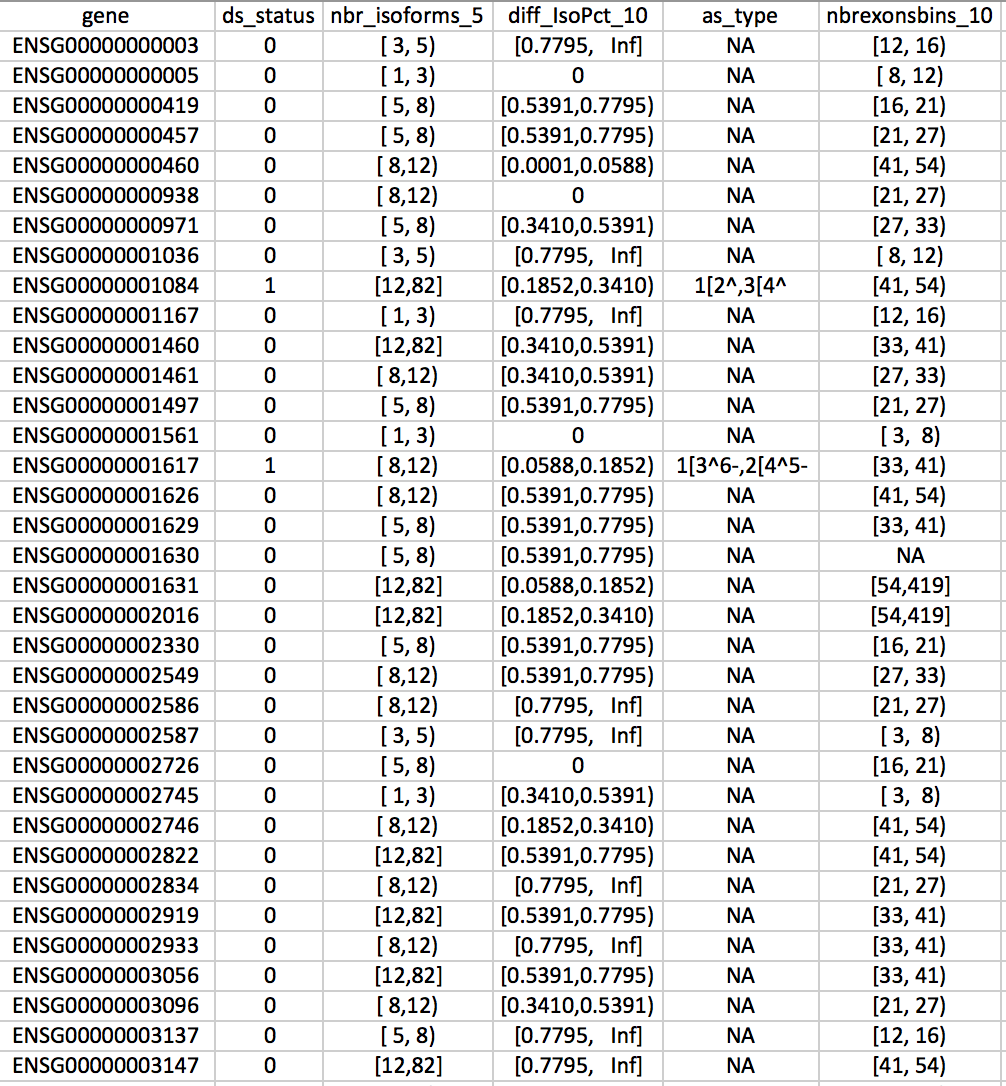 gene ds_status nbr_isoforms_5 diff_IsoPct_10 as_type nbrexonsbins_10
ENSG00000000003 0 [ 3, 5) [0.7795, Inf] NA [12, 16)
ENSG00000000005 0 [ 1, 3) 0 NA [ 8, 12)
ENSG00000000419 0 [ 5, 8) [0.5391,0.7795) NA [16, 21)
ENSG00000000457 0 [ 5, 8) [0.5391,0.7795) NA [21, 27)
ENSG00000000460 0 [ 8,12) [0.0001,0.0588) NA [41, 54)
ENSG00000000938 0 [ 8,12) 0 NA [21, 27)
ENSG00000000971 0 [ 5, 8) [0.3410,0.5391) NA [27, 33)
ENSG00000001036 0 [ 3, 5) [0.7795, Inf] NA [ 8, 12)
ENSG00000001084 1 [12,82] [0.1852,0.3410) 1[2^,3[4^ [41, 54)
ENSG00000001167 0 [ 1, 3) [0.7795, Inf] NA [12, 16)
ENSG00000001460 0 [12,82] [0.3410,0.5391) NA [33, 41)
ENSG00000001461 0 [ 8,12) [0.3410,0.5391) NA [27, 33)
ENSG00000001497 0 [ 5, 8) [0.5391,0.7795) NA [21, 27)
ENSG00000001561 0 [ 1, 3) 0 NA [ 3, 8)
ENSG00000001617 1 [ 8,12) [0.0588,0.1852) 1[3^6-,2[4^5- [33, 41)
ENSG00000001626 0 [ 8,12) [0.5391,0.7795) NA [41, 54)
ENSG00000001629 0 [ 5, 8) [0.5391,0.7795) NA [33, 41)
ENSG00000001630 0 [ 5, 8) [0.5391,0.7795) NA NA
ENSG00000001631 0 [12,82] [0.0588,0.1852) NA [54,419]
ENSG00000002016 0 [12,82] [0.1852,0.3410) NA [54,419]
ENSG00000002330 0 [ 5, 8) [0.5391,0.7795) NA [16, 21)
ENSG00000002549 0 [ 8,12) [0.5391,0.7795) NA [27, 33)
ENSG00000002586 0 [ 8,12) [0.7795, Inf] NA [21, 27)
ENSG00000002587 0 [ 3, 5) [0.7795, Inf] NA [ 3, 8)
ENSG00000002726 0 [ 5, 8) 0 NA [16, 21)
ENSG00000002745 0 [ 1, 3) [0.3410,0.5391) NA [ 3, 8)
ENSG00000002746 0 [ 8,12) [0.1852,0.3410) NA [41, 54)
ENSG00000002822 0 [12,82] [0.5391,0.7795) NA [41, 54)
ENSG00000002834 0 [ 8,12) [0.7795, Inf] NA [21, 27)
ENSG00000002919 0 [12,82] [0.5391,0.7795) NA [33, 41)
ENSG00000002933 0 [ 8,12) [0.7795, Inf] NA [33, 41)
ENSG00000003056 0 [12,82] [0.5391,0.7795) NA [33, 41)
ENSG00000003096 0 [ 8,12) [0.3410,0.5391) NA [21, 27)
ENSG00000003137 0 [ 5, 8) [0.7795, Inf] NA [12, 16)
ENSG00000003147 0 [12,82] [0.7795, Inf] NA [41, 54)